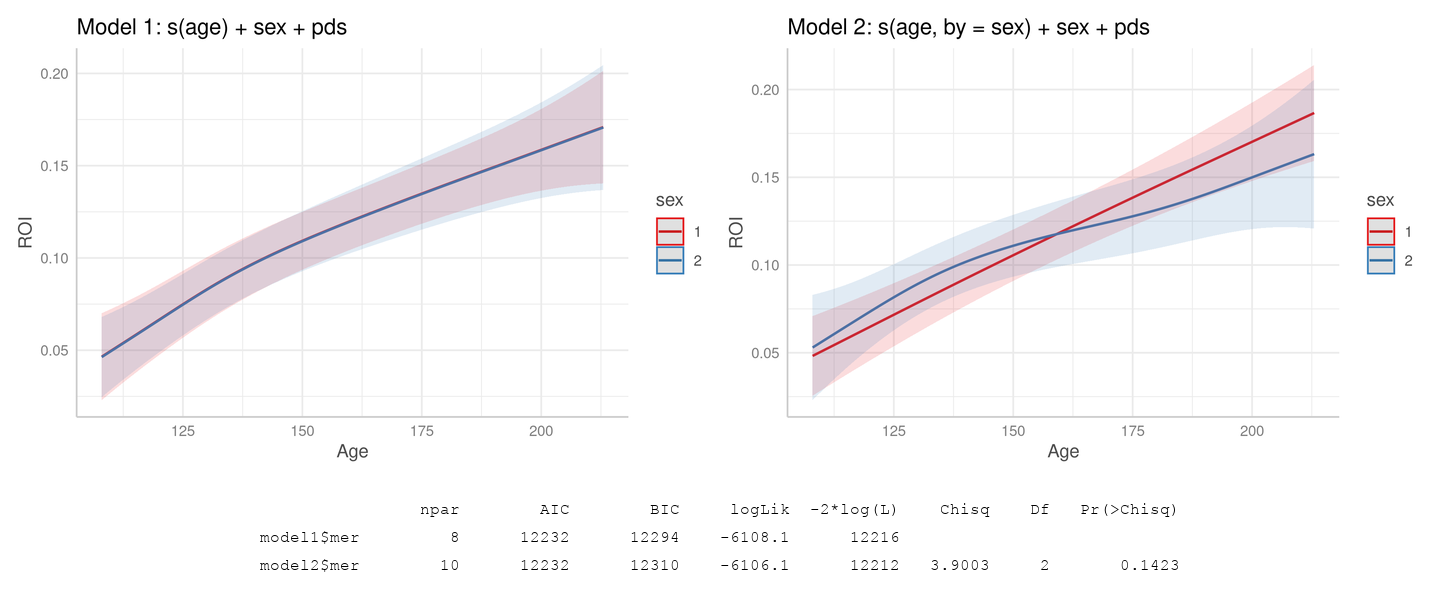 Model 1: s(age) + sex + pds
0.20
0.15
0.10
0.05
ROI
125 150 175 200
Age
sex
1
2
Model 2: s(age, by = sex) + sex + pds
0.20
0.15
0.10
0.05
ROI
125 150 175 200
Age
sex
1
2
npar AIC BIC logLik -2*log(L) Chisq Df Pr(>Chisq)
model1$mer 8 12232 12294 -6108.1 12216
model2$mer 10 12232 12310 -6106.1 12212 3.9003 2 0.1423